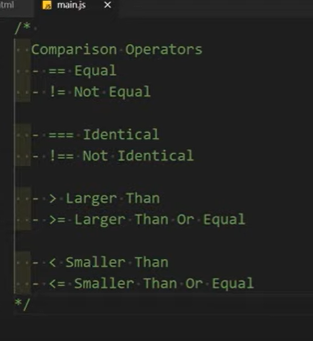 tml
main.js ×
/*
Comparison Operators
- == Equal
- != Not Equal
- === Identical
- !== Not Identical
- > Larger Than
- >= Larger Than Or Equal
- < Smaller Than
- <= Smaller Than Or Equal
*/